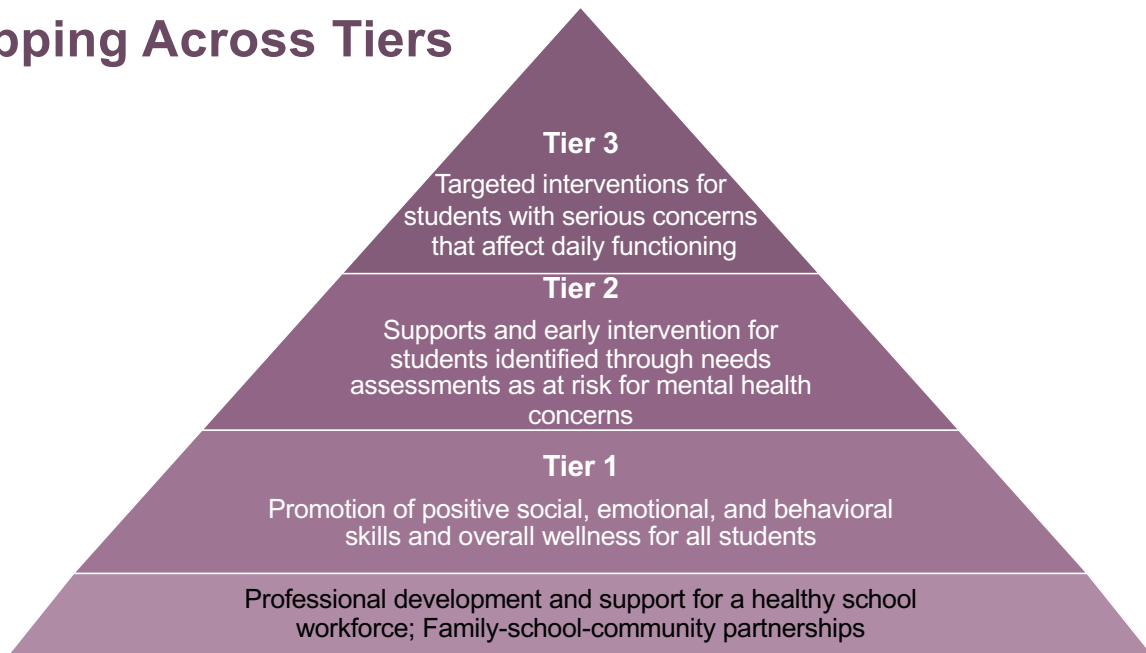 pping Across Tiers
Tier 3
Targeted interventions for
students with serious concerns
that affect daily functioning
Tier 2
Supports and early intervention for
students identified through needs
assessments as at risk for mental health
concerns
Tier 1
Promotion of positive social, emotional, and behavioral
skills and overall wellness for all students
Professional development and support for a healthy school
workforce; Family-school-community partnerships